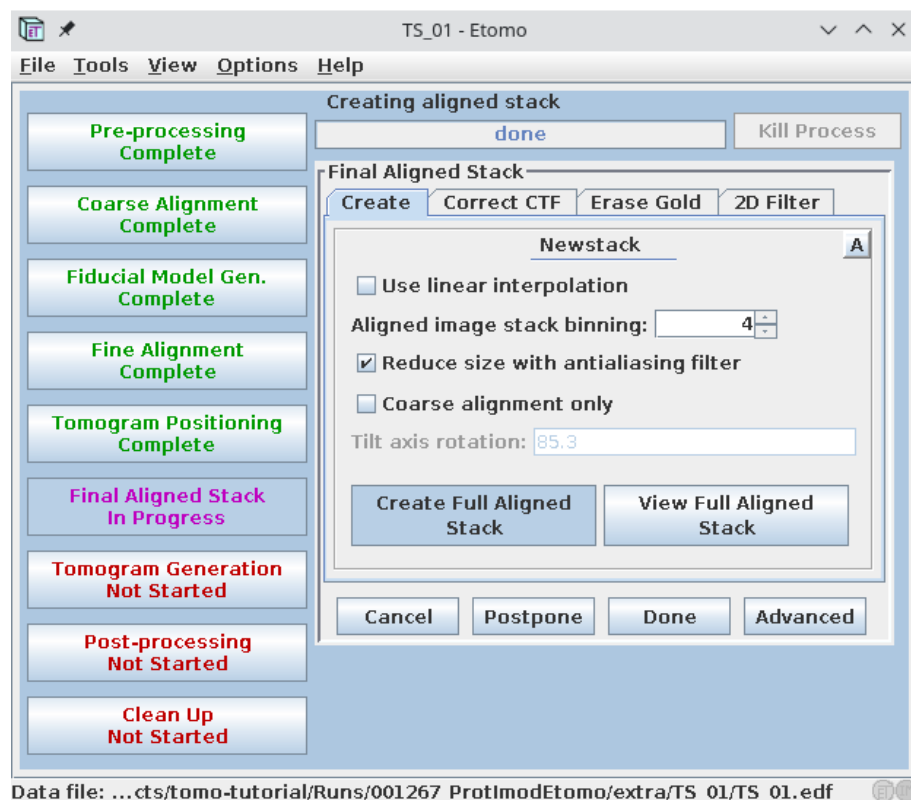 TS_01 - Etomo
File Tools View Options Help
Creating aligned stack
done
Kill Process
Pre-processing
Complete
Coarse Alignment
Complete
Fiducial Model Gen.
Complete
Fine Alignment
Complete
Tomogram Positioning
Complete
Final Aligned Stack
In Progress
Tomogram Generation
Not Started
Post-processing
Not Started
Clean Up
Not Started
Final Aligned Stack
Create Correct CTF Erase Gold 2D Filter
Newstack
A
Use linear interpolation
Aligned image stack binning: 4
Reduce size with antialiasing filter
Coarse alignment only
Tilt axis rotation: 85.3
Create Full Aligned
Stack
View Full Aligned
Stack
Cancel Postpone Done Advanced
Data file: ...cts/tomo-tutorial/Runs/001267_ProtImodEtomo/extra/TS_01/TS_01.edf